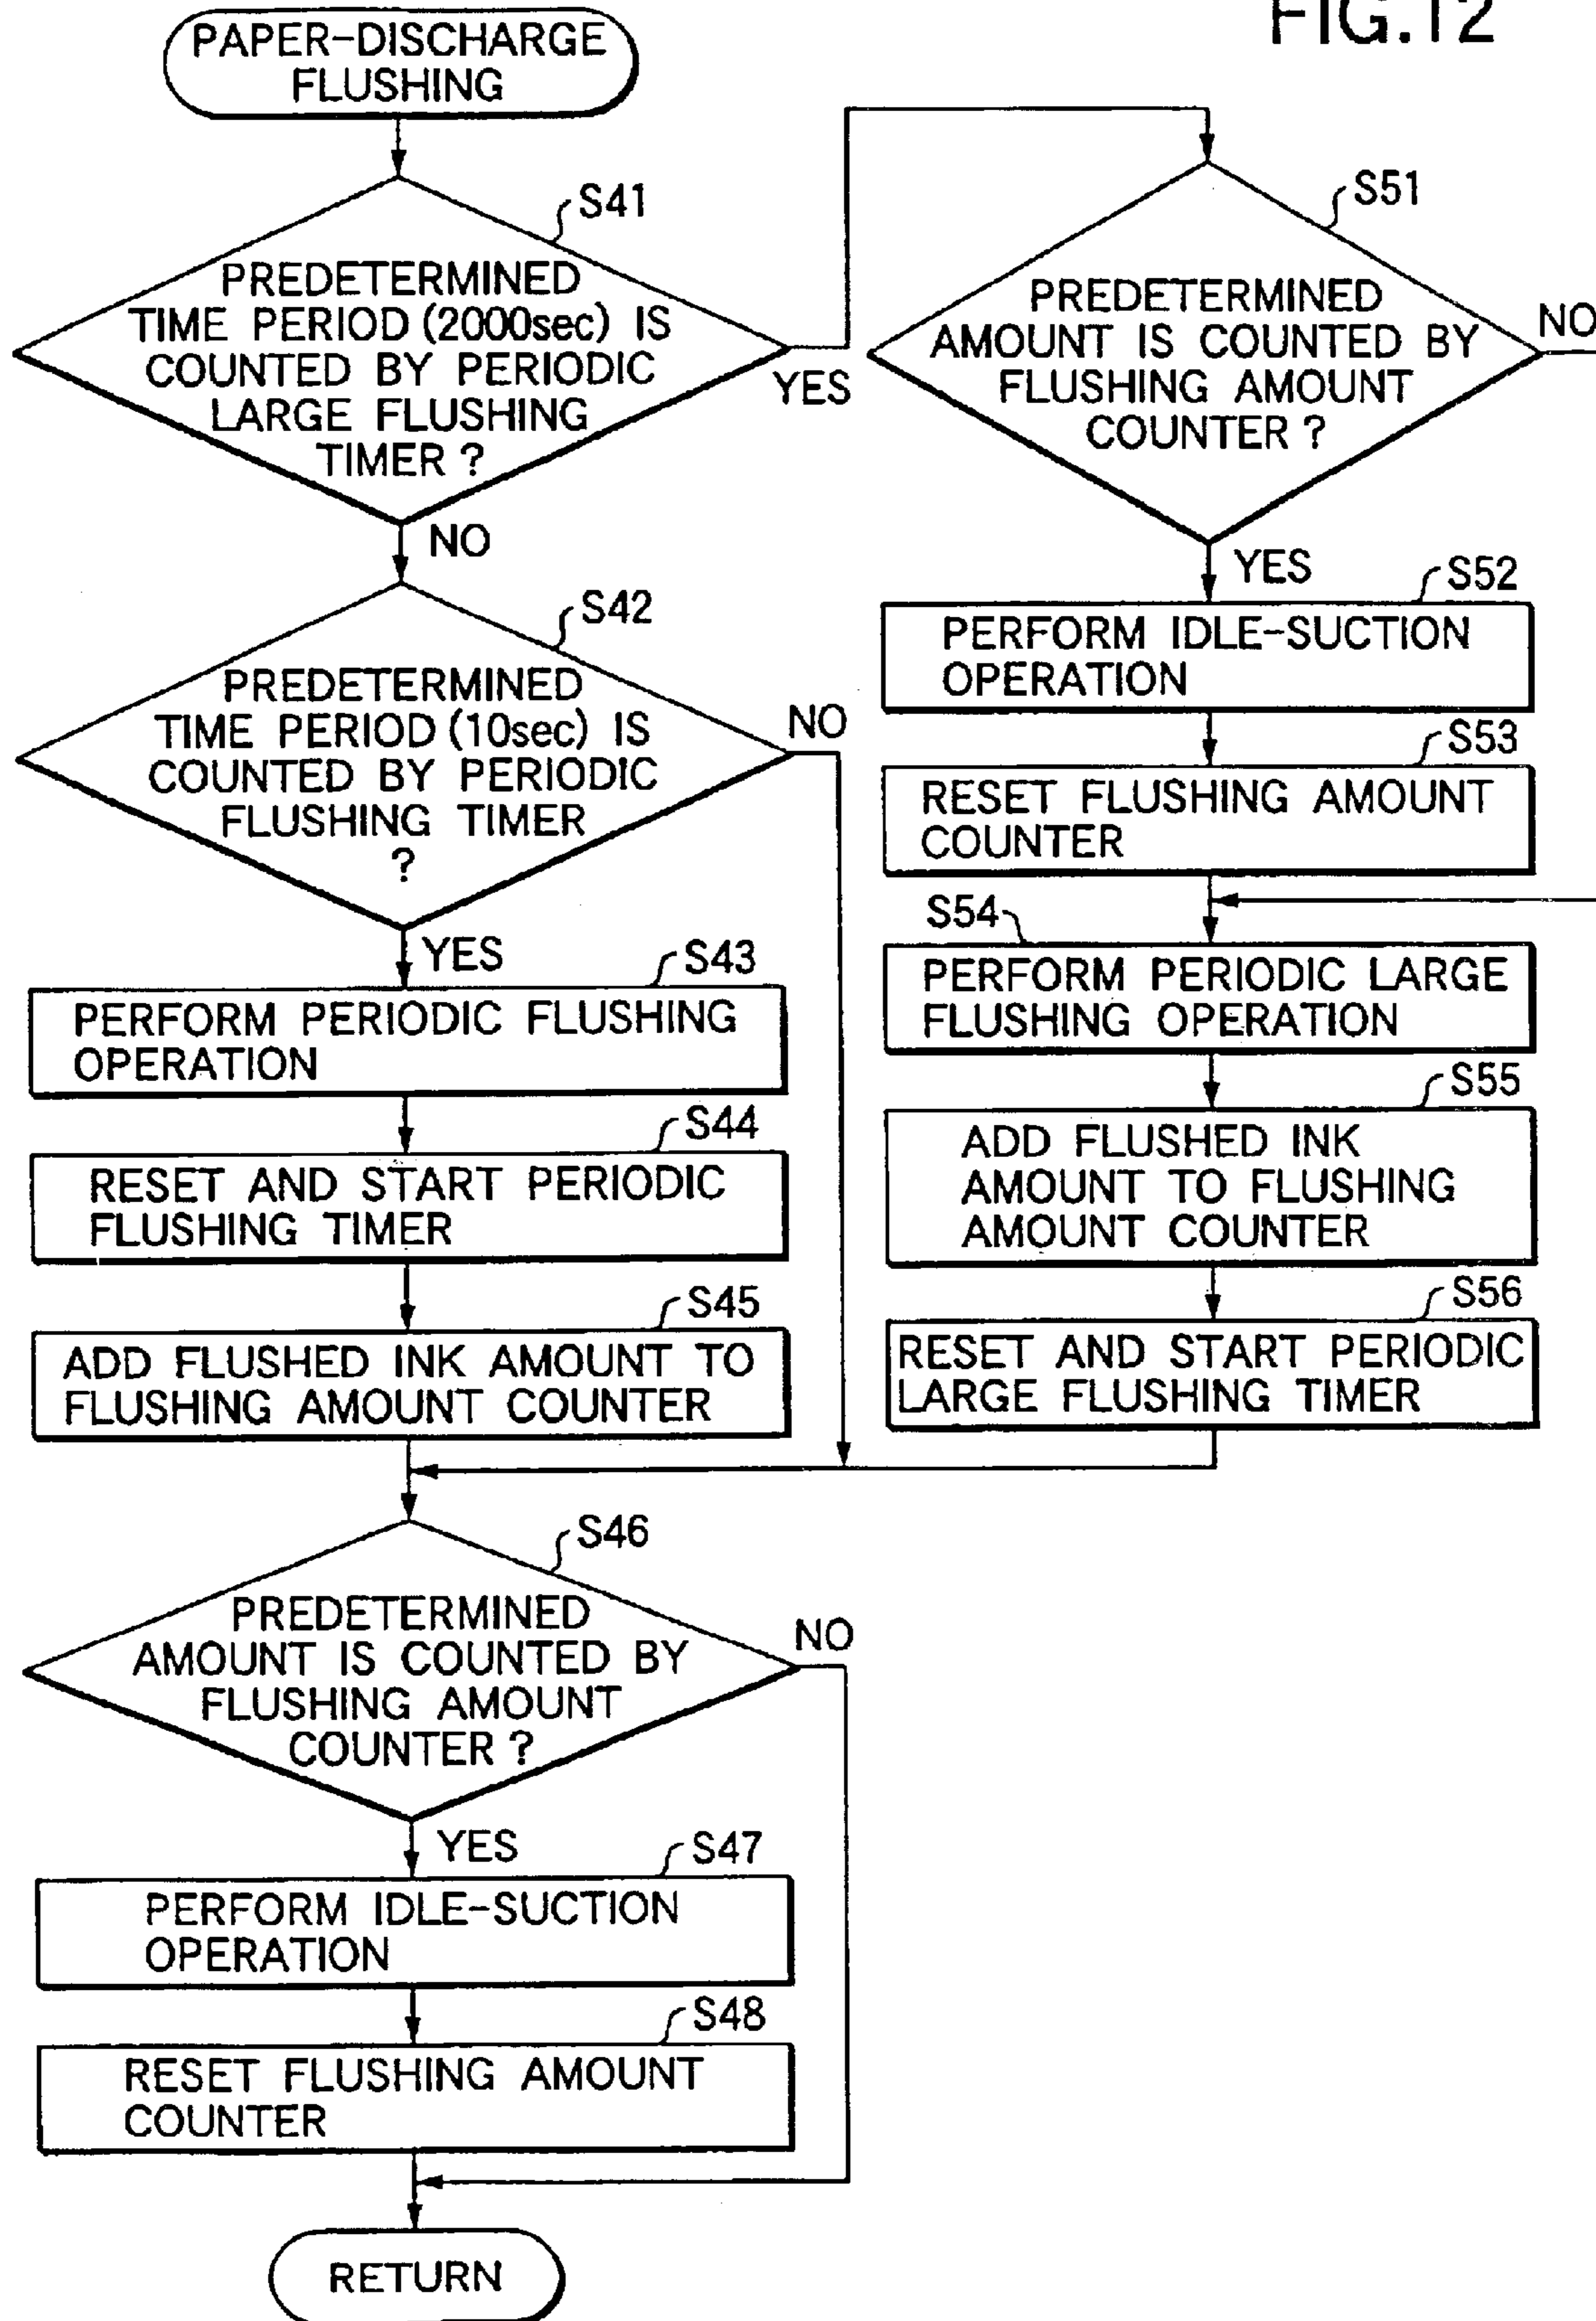 FIG.12
PAPER-DISCHARGE
FLUSHING
S41
PREDETERMINED
TIME PERIOD (2000sec) IS
COUNTED BY PERIODIC
LARGE FLUSHING
TIMER ?
YES
NO
S42
PREDETERMINED
TIME PERIOD (10sec) IS
COUNTED BY PERIODIC
FLUSHING TIMER
?
NO
YES
S43
PERFORM PERIODIC FLUSHING
OPERATION
S44
RESET AND START PERIODIC
FLUSHING TIMER
S45
ADD FLUSHED INK AMOUNT TO
FLUSHING AMOUNT COUNTER
S46
PREDETERMINED
AMOUNT IS COUNTED BY
FLUSHING AMOUNT
COUNTER ?
NO
YES
S47
PERFORM IDLE-SUCTION
OPERATION
S48
RESET FLUSHING AMOUNT
COUNTER
RETURN
S51
PREDETERMINED
AMOUNT IS COUNTED BY
FLUSHING AMOUNT
COUNTER ?
NO
YES
S52
PERFORM IDLE-SUCTION
OPERATION
S53
RESET FLUSHING AMOUNT
COUNTER
S54
PERFORM PERIODIC LARGE
FLUSHING OPERATION
S55
ADD FLUSHED INK
AMOUNT TO FLUSHING
AMOUNT COUNTER
S56
RESET AND START PERIODIC
LARGE FLUSHING TIMER